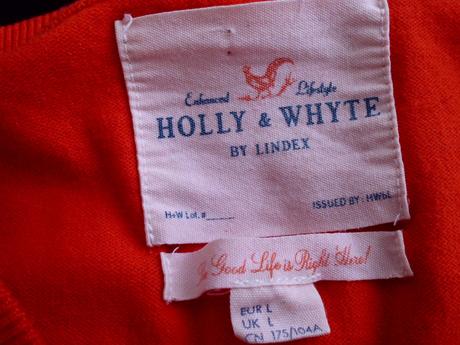 Enhanced Lifestyle
HOLLY & WHYTE
BY LINDEX
H+W Lot.#
ISSUED BY: HWbL
Good Life is Right Here!
EUR L
UK L
CN 175/104A